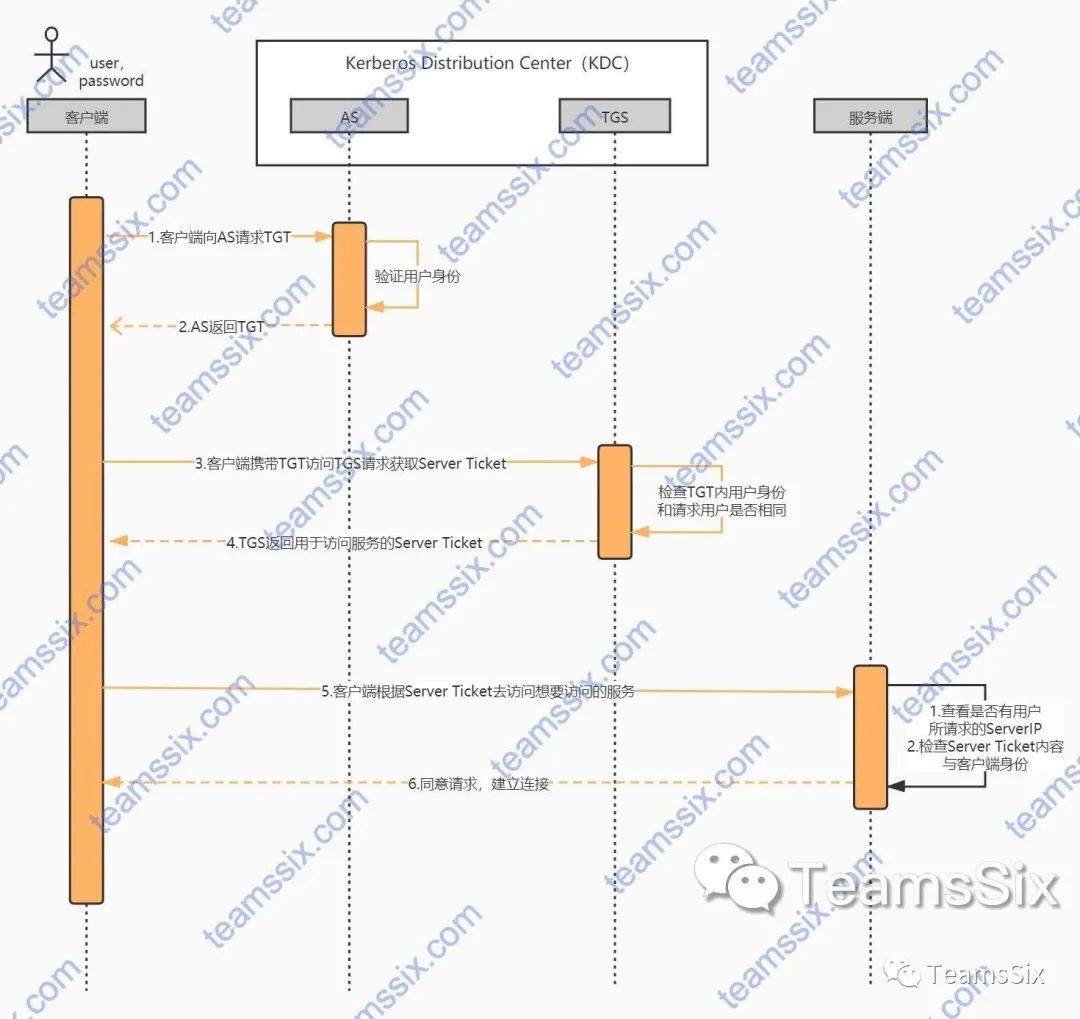 user,
password
Kerberos Distribution Center（KDC）
客户端
AS
TGS
服务端
1.客户端向AS请求TGT
验证用户身份
2.AS返回TGT
3.客户端携带TGT访问TGS请求获取Server Ticket
检查TGT内用户身份
和请求用户是否相同
4.TGS返回用于访问服务的Server Ticket
5.客户端根据Server Ticket去访问想要访问的服务
1.查看是否有用户
所请求的ServerIP
2.检查Server Ticket内容
与客户端身份
6.同意请求，建立连接
TeamsSix
TeamsSix
teamssix.com